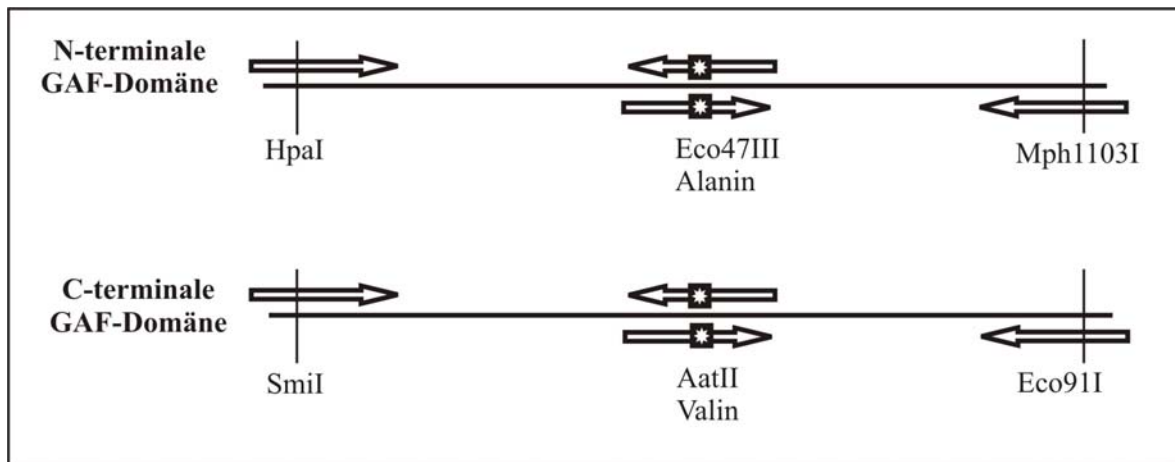 N-terminale
GAF-Domäne
HpaI
Eco47III
Alanin
Mph1103I
C-terminale
GAF-Domäne
SmiI
AatII
Valin
Eco91I